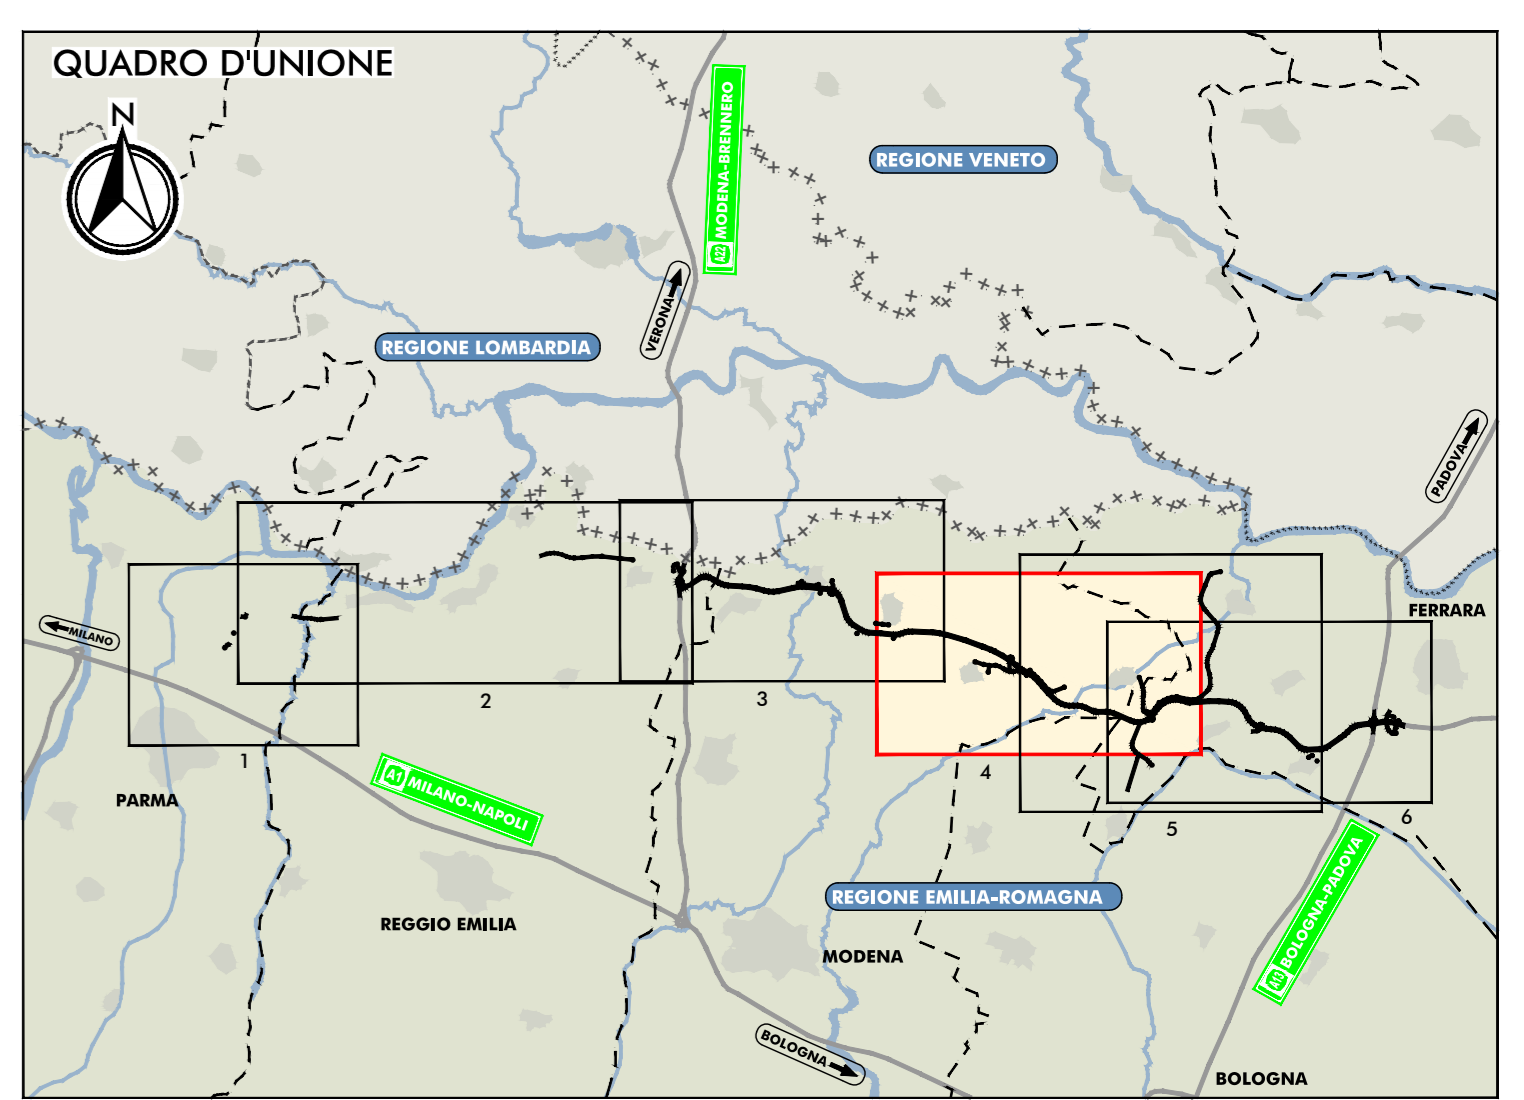 QUADRO D'UNIONE
N
A22 MODENA-BRENNERO
REGIONE VENETO
VERONA
REGIONE LOMBARDIA
PADOVA
MILANO
FERRARA
2
3
1
4
5
6
PARMA
A1 MILANO-NAPOLI
REGGIO EMILIA
REGIONE EMILIA-ROMAGNA
A13 BOLOGNA-PADOVA
MODENA
BOLOGNA
BOLOGNA